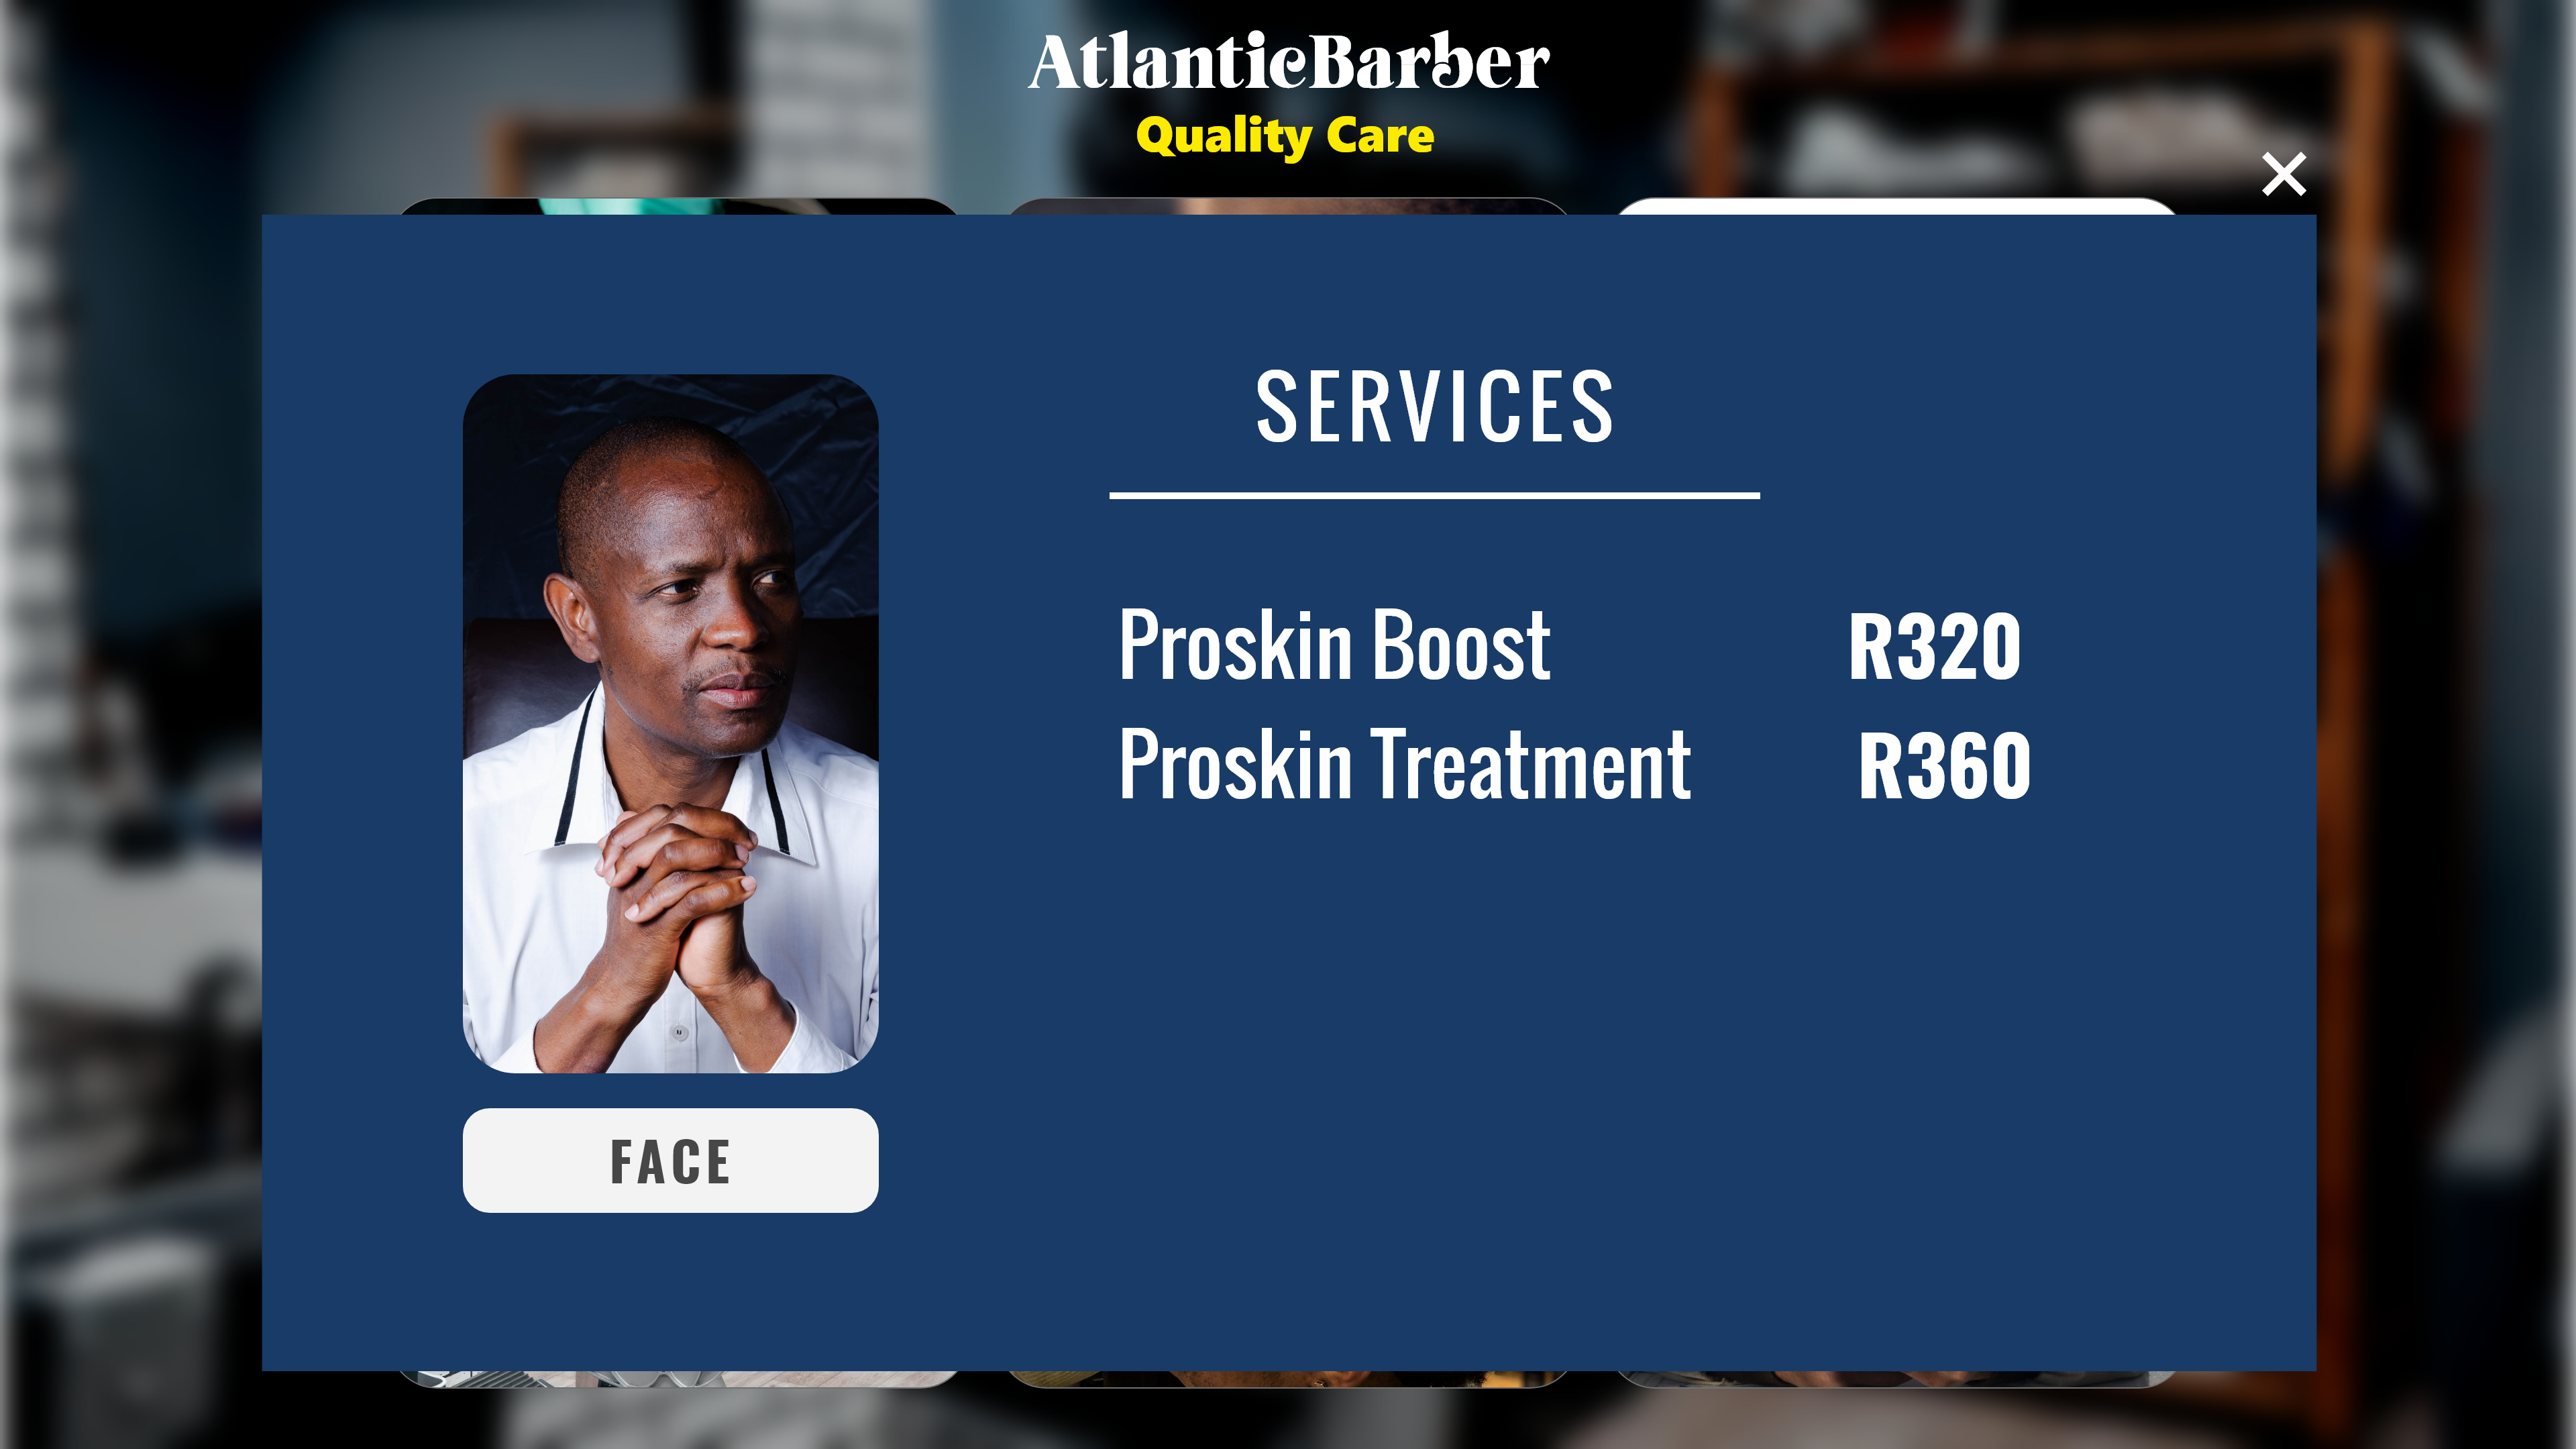 AtlanticBarber
Quality Care
SERVICES
Proskin Boost R320
Proskin Treatment R360
FACE